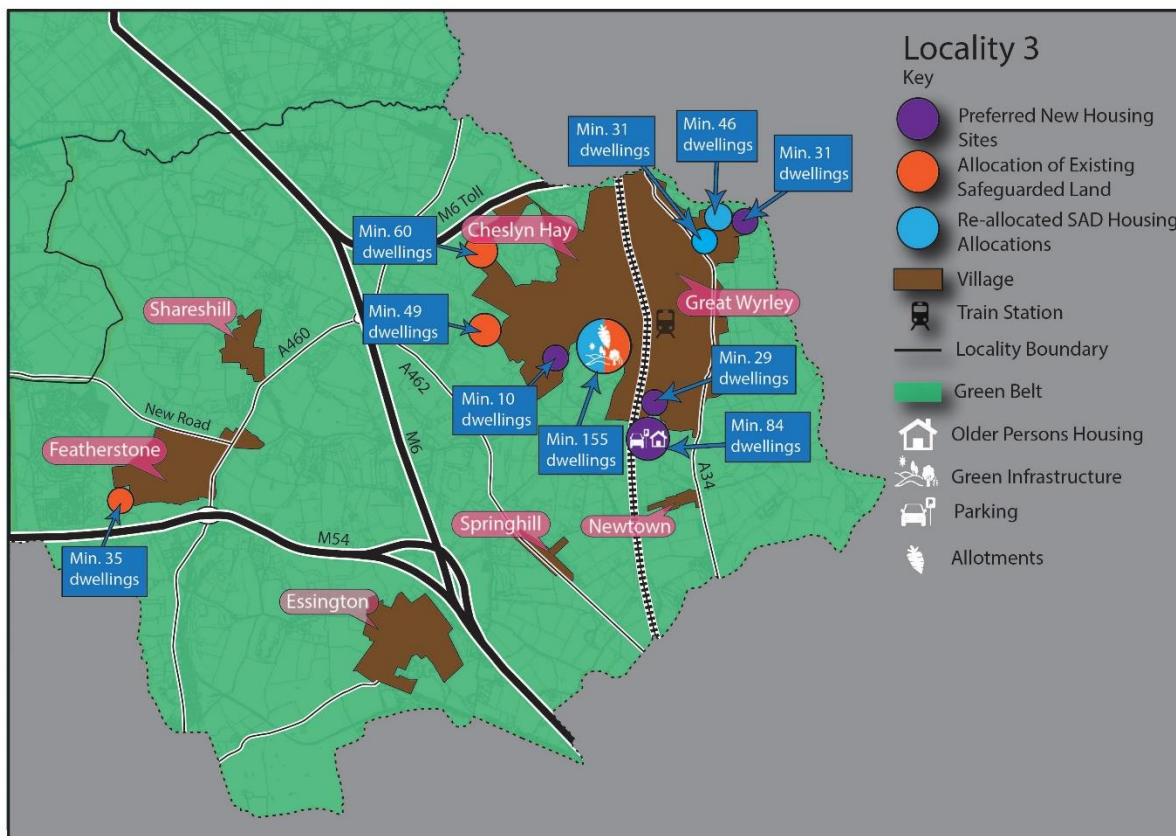 Locality 3
Key
Preferred New Housing
Sites
Allocation of Existing
Safeguarded Land
Re-allocated SAD Housing
Allocations
Village
Train Station
Locality Boundary
Green Belt
Older Persons Housing
Green Infrastructure
Parking
Allotments
Min. 31
dwellings
Min. 46
dwellings
Min. 31
dwellings
M6 Toll
Min. 60
dwellings
Cheslyn Hay
Great Wyrley
Shareshill
A460
Min. 49
dwellings
A462
Min. 29
dwellings
Min. 10
dwellings
New Road
M6
Min. 155
dwellings
Min. 84
dwellings
Featherstone
A34
Springhill
Newtown
M54
Min. 35
dwellings
Essington